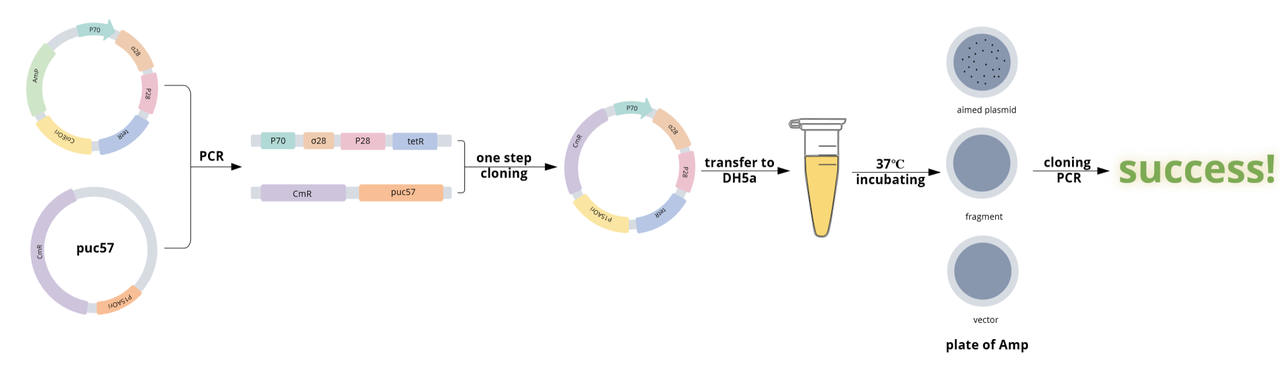 P70
σ28
P28
tetR
ColEOri
AmP
puc57
CmR
P15AOri
PCR
P70
σ28
P28
tetR
CmR
puc57
one step
cloning
P70
σ28
P28
tetR
P15AOri
CmR
transfer to
DH5a
37℃
incubating
aimed plasmid
fragment
vector
plate of Amp
cloning
PCR
success!